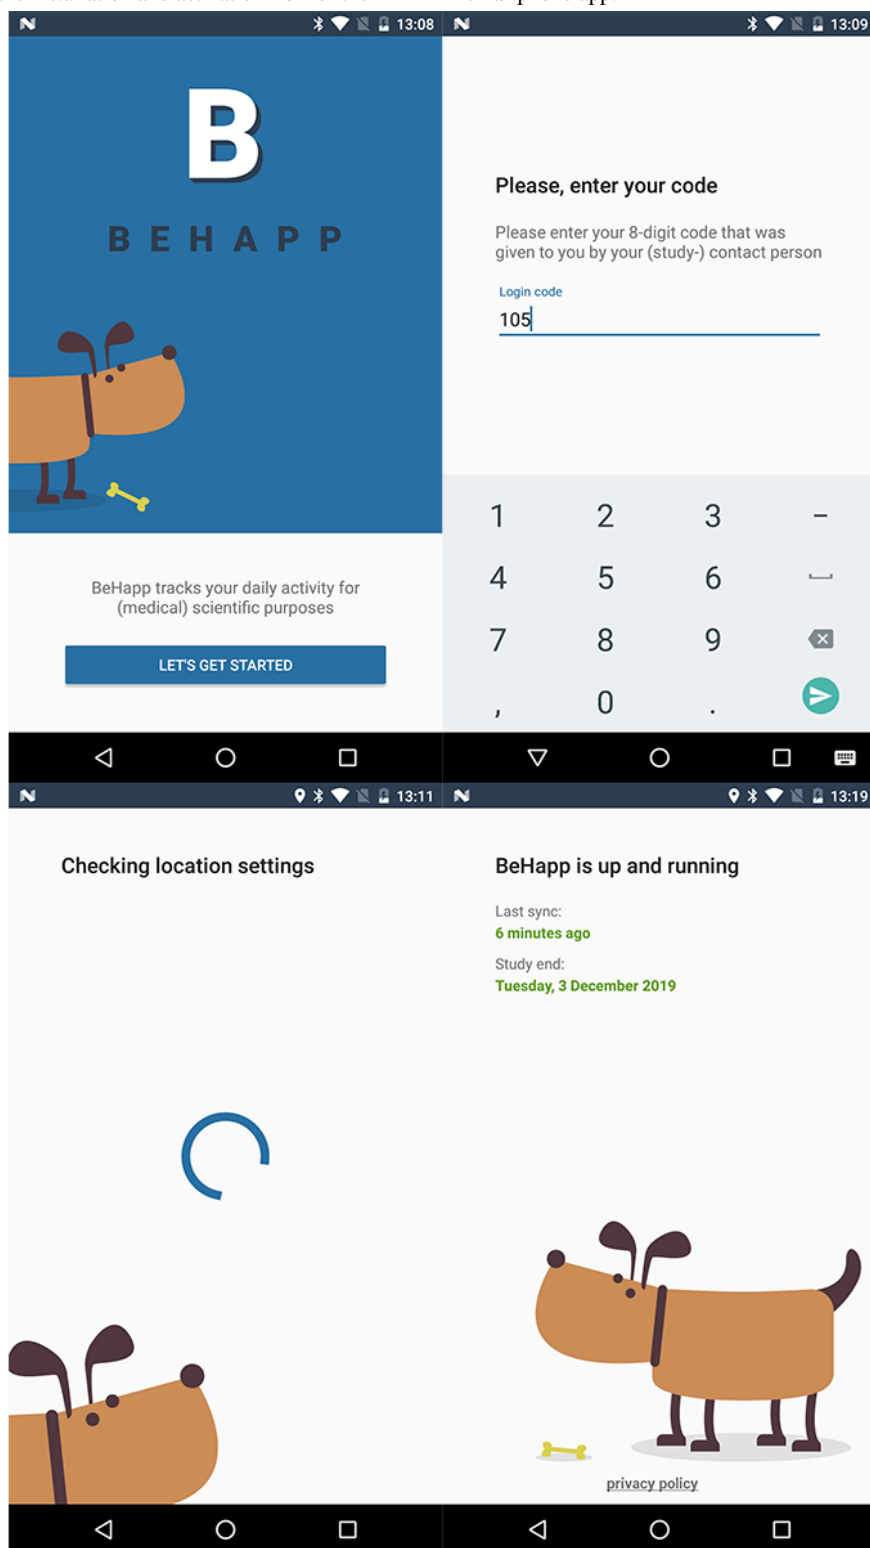 13:08
B
BEHAPP
BeHapp tracks your daily activity for
(medical) scientific purposes
LET'S GET STARTED
13:09
Please, enter your code
Please enter your 8-digit code that was
given to you by your (study-) contact person
Login code
105
1 2 3 -
4 5 6
7 8 9
, 0 .
13:11
Checking location settings
13:19
BeHapp is up and running
Last sync:
6 minutes ago
Study end:
Tuesday, 3 December 2019
privacy policy